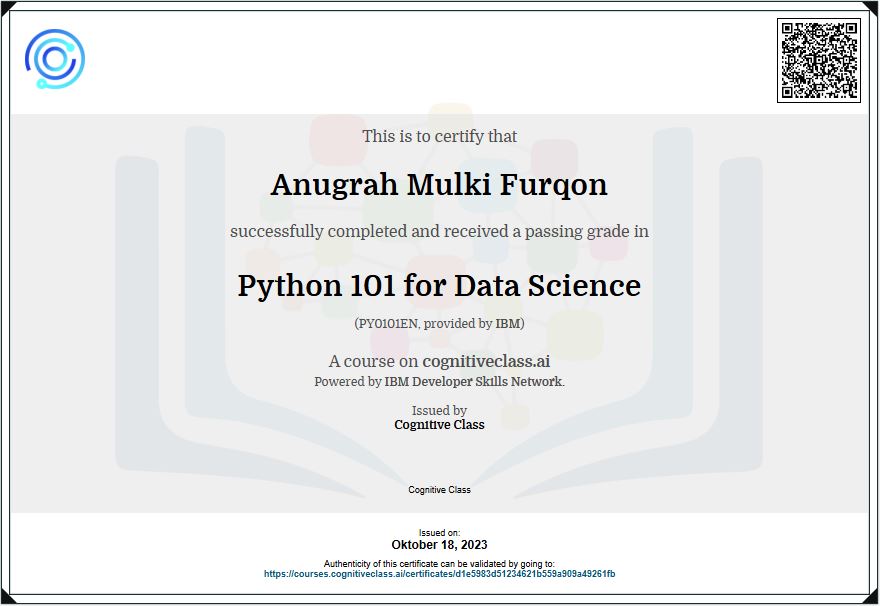 This is to certify that
Anugrah Mulki Furqon
successfully completed and received a passing grade in
Python 101 for Data Science
(PY0101EN, provided by IBM)
A course on cognitiveclass.ai
Powered by IBM Developer Skills Network.
Issued by
Cognitive Class
Cognitive Class
Issued on:
Oktober 18, 2023
Authenticity of this certificate can be validated by going to:
https://courses.cognitiveclass.ai/certificates/d1e5983d51234621b559a909a49261fb